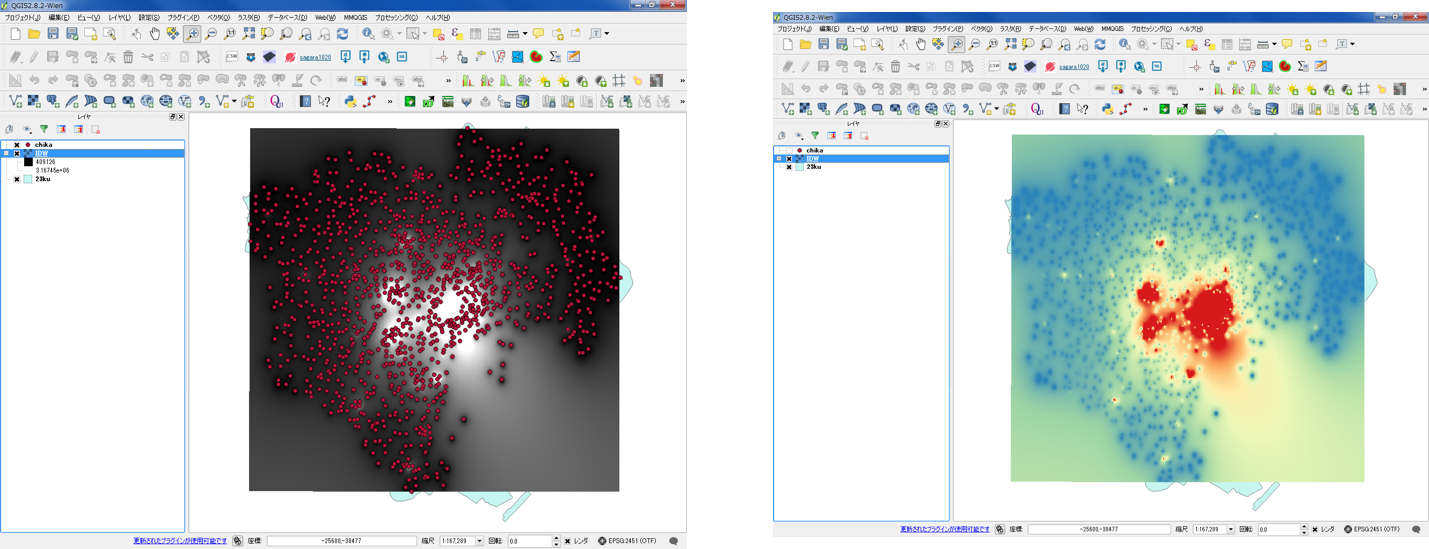 QGIS2.8.2-Wien
プロジェクト(J) 編集(E) ビュー(V) レイヤ(L) 設定(S) プラグイン(P) ベクタ(O) ラスタ(R) データベース(D) Web(W) MMQGIS プロセッシング(C) ヘルプ(H)
CSW sagara1020
レイヤ
chika
IDW
409126
3.16745e+06
23ku
更新されたプラグインが使用可能です 座標: -25600,-38477 縮尺 1:167,289 回転: 0.0 レンダ EPSG:2451 (OTF)
QGIS2.8.2-Wien
プロジェクト(J) 編集(E) ビュー(V) レイヤ(L) 設定(S) プラグイン(P) ベクタ(O) ラスタ(R) データベース(D) Web(W) MMQGIS プロセッシング(C) ヘルプ(H)
CSW sagara1020
レイヤ
chika
IDW
23ku
更新されたプラグインが使用可能です 座標: -25600,-38477 縮尺 1:167,289 回転: 0.0 レンダ EPSG:2451 (OTF)